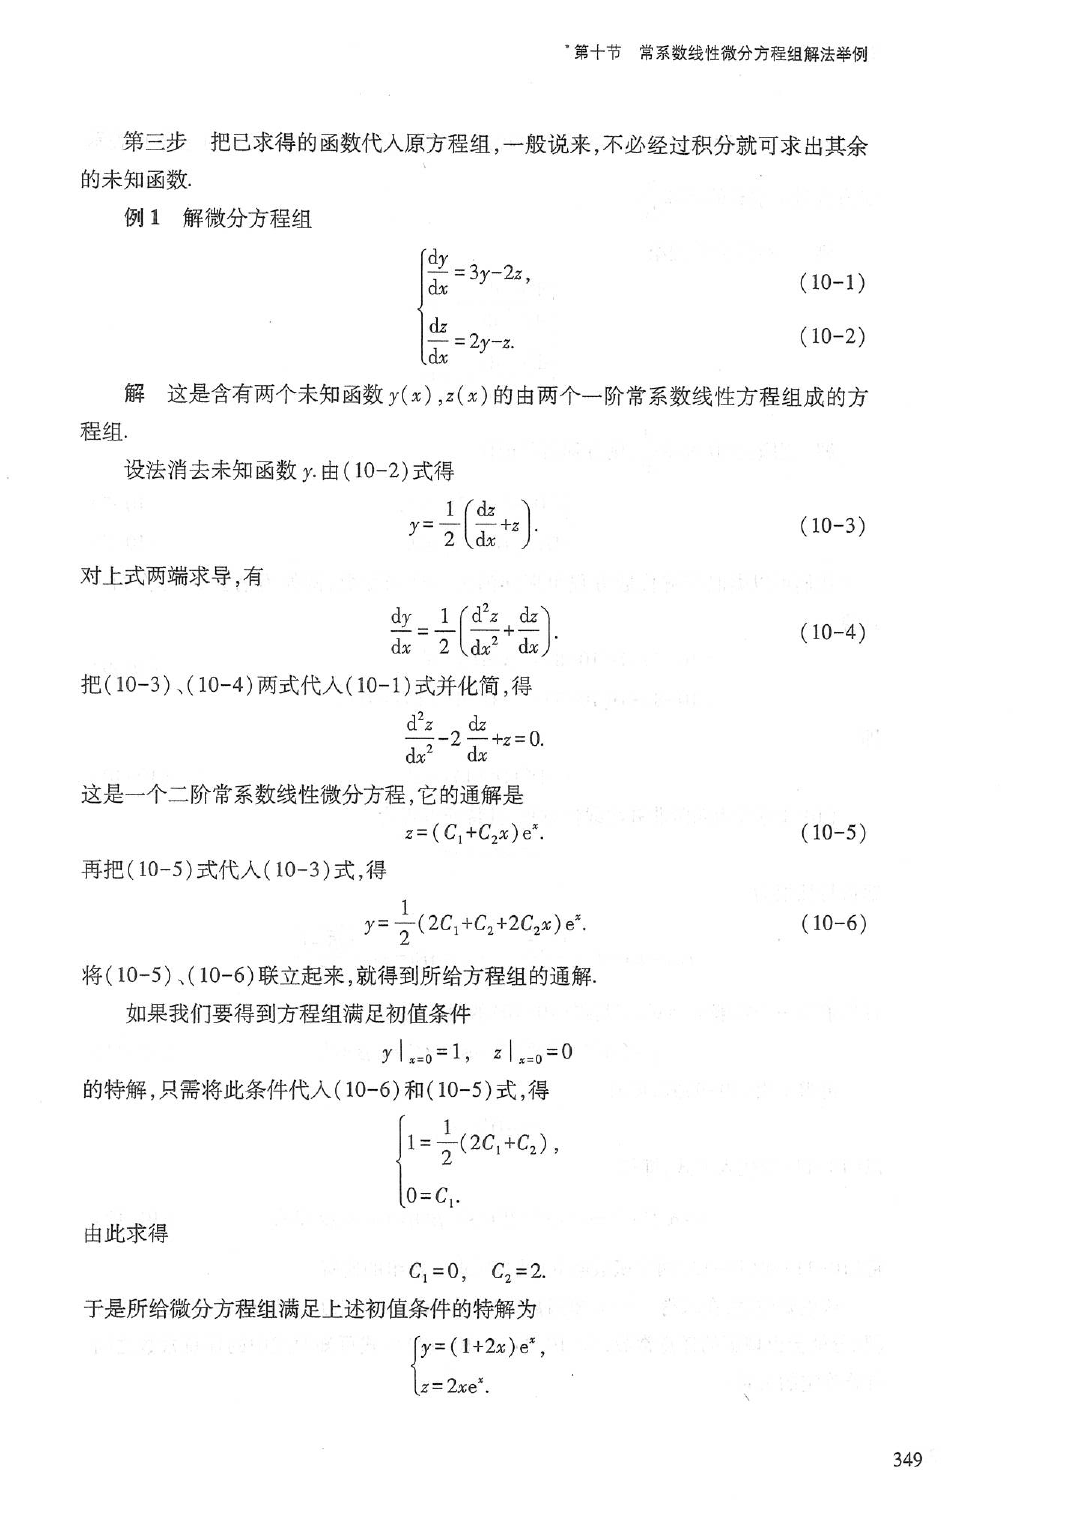 *第十节 常系数线性微分方程组解法举例
第三步 把已求得的函数代入原方程组,一般说来,不必经过积分就可求出其余
的未知函数.
例1 解微分方程组
{dy/dx=3y-2z, (10-1)
dz/dx=2y-z. (10-2)
解 这是含有两个未知函数y(x),z(x)的由两个一阶常系数线性方程组成的方
程组.
设法消去未知函数y.由(10-2)式得
y=1/2(dz/dx+z). (10-3)
对上式两端求导,有
dy/dx=1/2(d²z/dx²+dz/dx). (10-4)
把(10-3)、(10-4)两式代入(10-1)式并化简,得
d²z/dx²-2dz/dx+z=0.
这是一个二阶常系数线性微分方程,它的通解是
z=(C₁+C₂x)eˣ. (10-5)
再把(10-5)式代入(10-3)式,得
y=1/2(2C₁+C₂+2C₂x)eˣ. (10-6)
将(10-5)、(10-6)联立起来,就得到所给方程组的通解.
如果我们要得到方程组满足初值条件
y|ₓ₌₀=1, z|ₓ₌₀=0
的特解,只需将此条件代入(10-6)和(10-5)式,得
{1=1/2(2C₁+C₂),
0=C₁.
由此求得
C₁=0, C₂=2.
于是所给微分方程组满足上述初值条件的特解为
{y=(1+2x)eˣ,
z=2xeˣ.
349